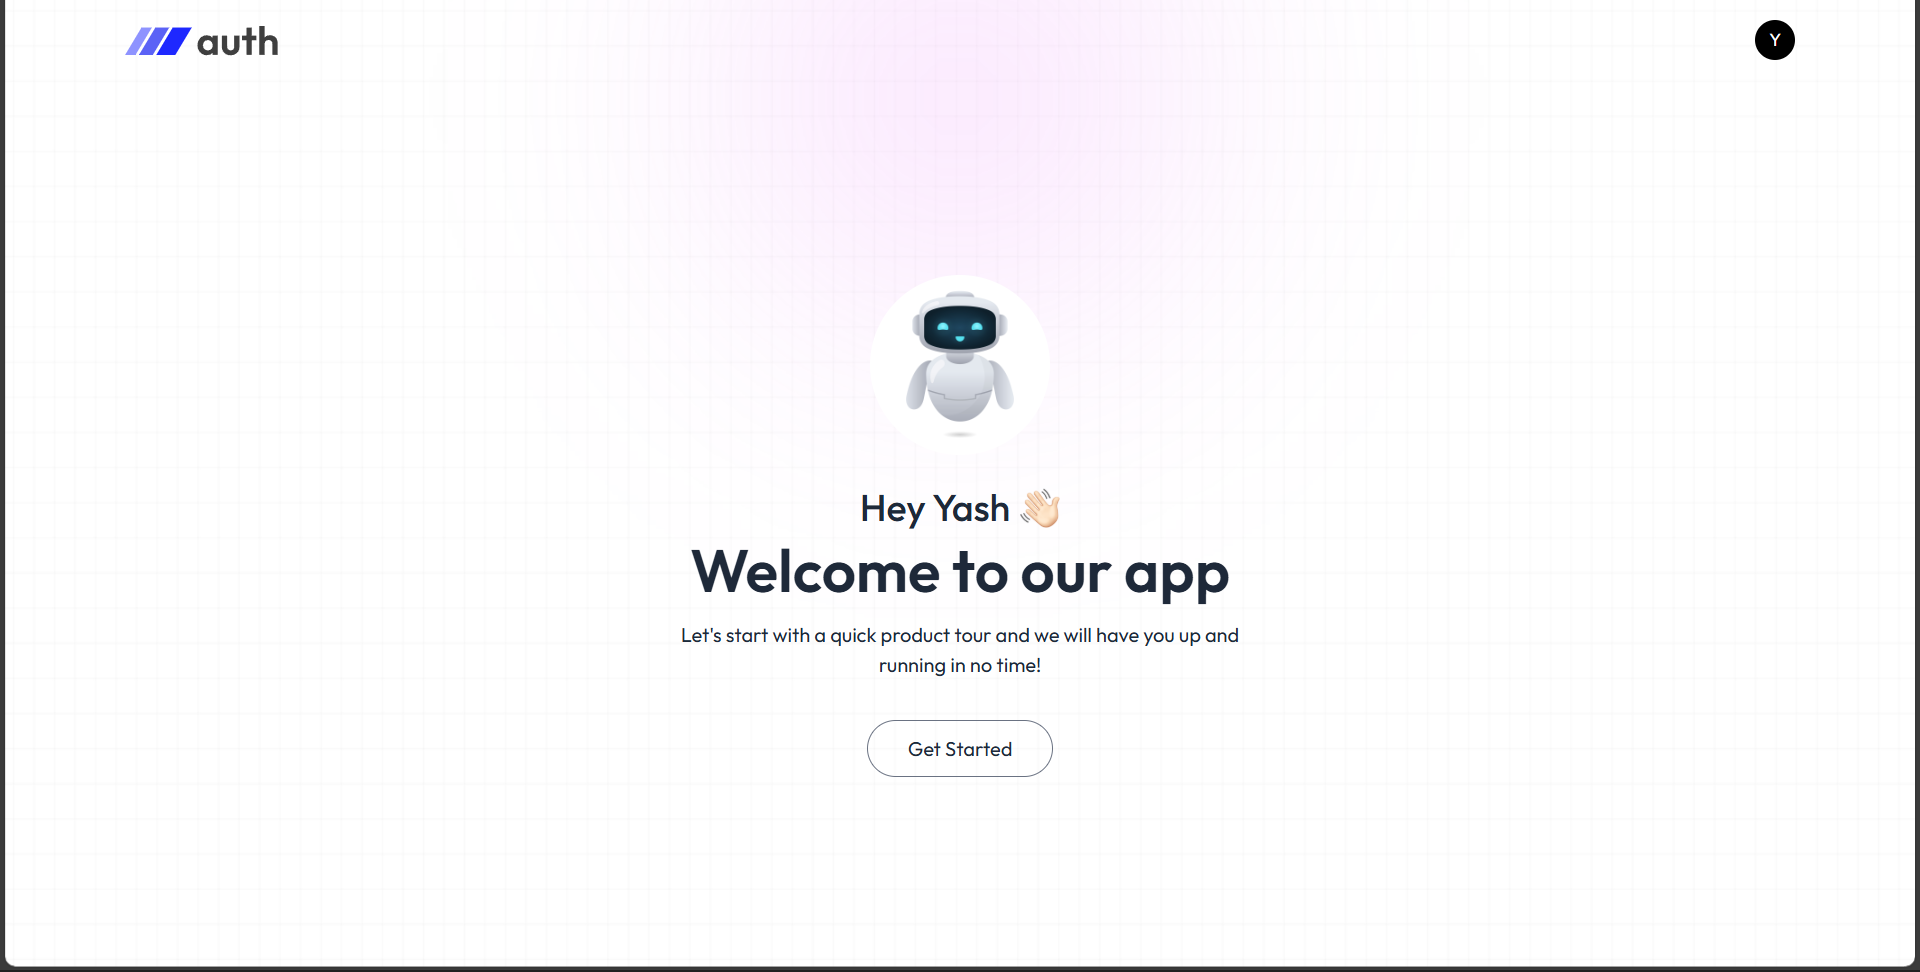 auth
Y
Hey Yash 👋🏻
Welcome to our app
Let's start with a quick product tour and we will have you up and
running in no time!
Get Started